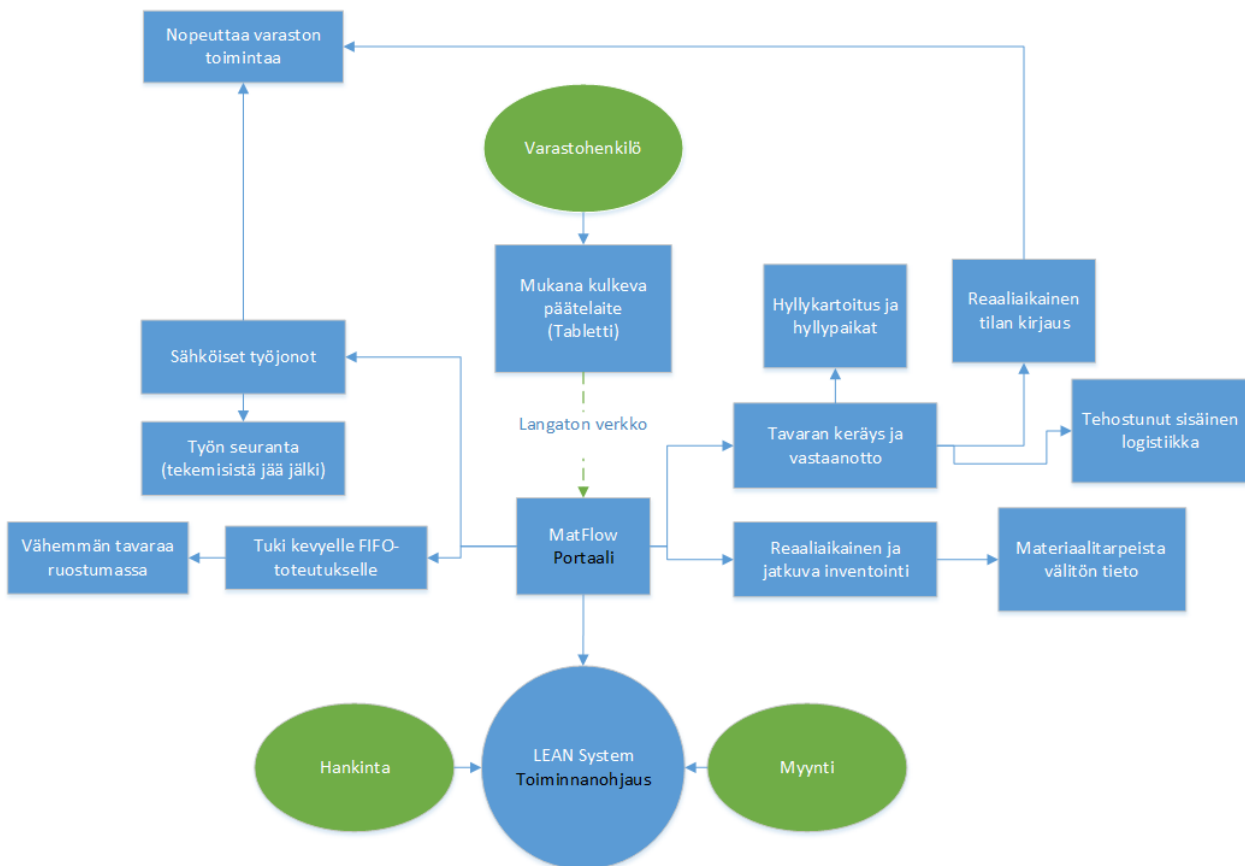 Nopeuttaa varaston
toimintaa
Varastohenkilö
Mukana kulkeva
päätelaite
(Tabletti)
Hyllykartoitus ja
hyllypaikat
Reaaliaikainen
tilan kirjaus
Sähköiset työjonot
Langaton verkko
Tavaran keräys ja
vastaanotto
Tehostunut sisäinen
logistiikka
Työn seuranta
(tekemisistä jää jälki)
Vähemmän tavaraa
ruostumassa
Tuki kevyelle FIFO-
toteutukselle
MatFlow
Portaali
Reaaliaikainen ja
jatkuva inventointi
Materiaalitarpeista
välitön tieto
Hankinta
LEAN System
Toiminnanohjaus
Myynti